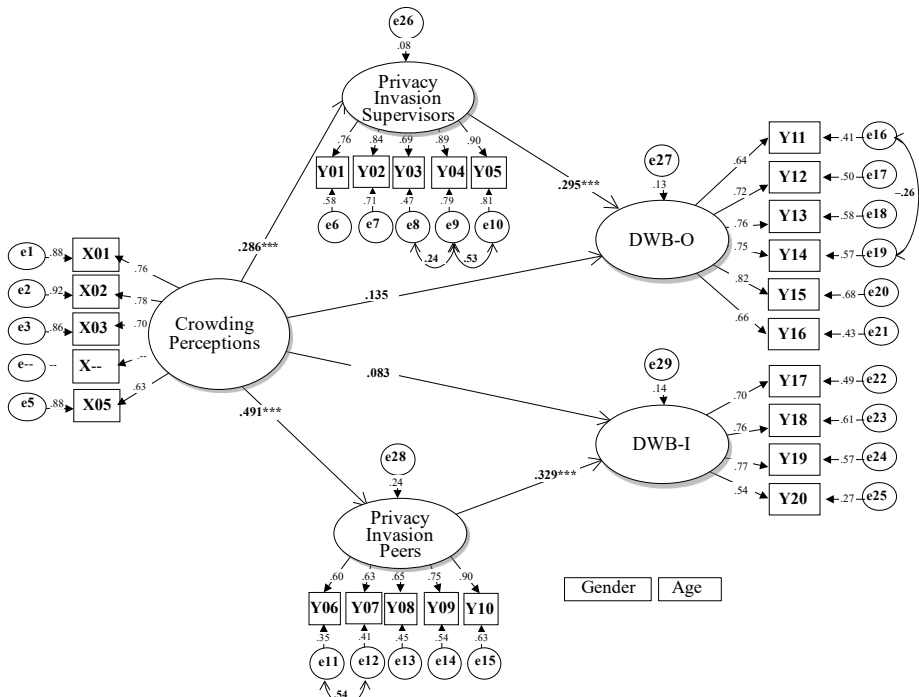 e26
.08
Privacy
Invasion
Supervisors
.76 .84 .69 .89 .90
Y01 Y02 Y03 Y04 Y05
.58 .71 .47 .79 .81
e6 e7 e8 e9 e10
.24 .53
e27
.13
DWB-O
.64 Y11 .41 e16
.72 Y12 .50 e17
.76 Y13 .58 e18
.75 Y14 .57 e19
.82 Y15 .68 e20
.66 Y16 .43 e21
-.26
.295***
.286***
.135
e1 .88 X01 .76
e2 .92 X02 .78
e3 .86 X03 .70
e-- -- X-- .--
e5 .88 X05 .63
Crowding
Perceptions
.083
.491***
e29
.14
DWB-I
.70 Y17 .49 e22
.76 Y18 .61 e23
.77 Y19 .57 e24
.54 Y20 .27 e25
.329***
e28
.24
Privacy
Invasion
Peers
.60 .63 .65 .75 .90
Y06 Y07 Y08 Y09 Y10
.35 .41 .45 .54 .63
e11 e12 e13 e14 e15
.54
Gender Age